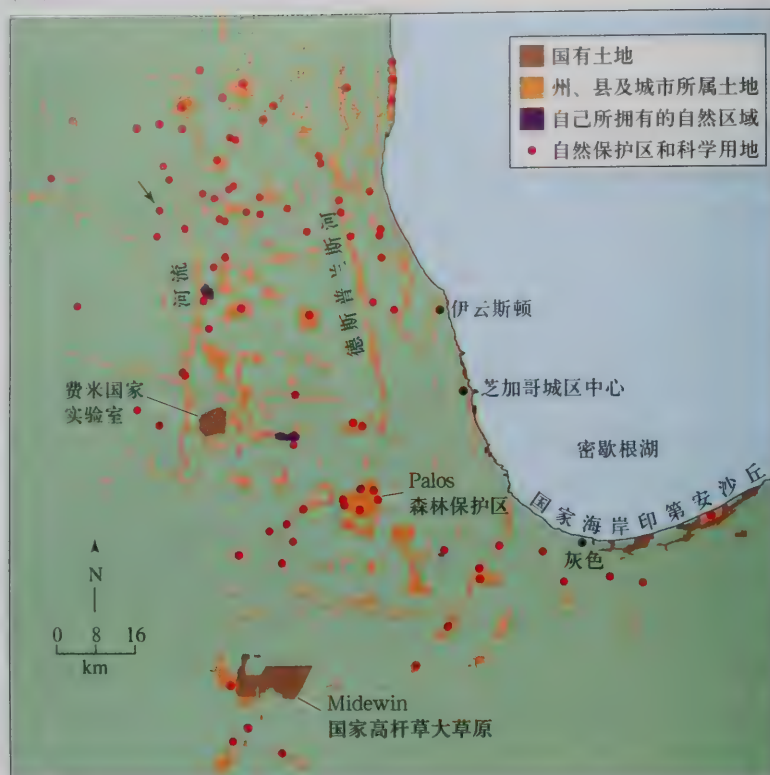 国有土地
州、县及城市所属土地
自己所拥有的自然区域
自然保护区和科学用地
河流
德斯普云斯河
伊云斯顿
芝加哥城区中心
费米国家
实验室
密歇根湖
Palos
森林保护区
国家海岸印第安沙丘
灰色
N
0 8 16
km
Midewin
国家高杆草大草原